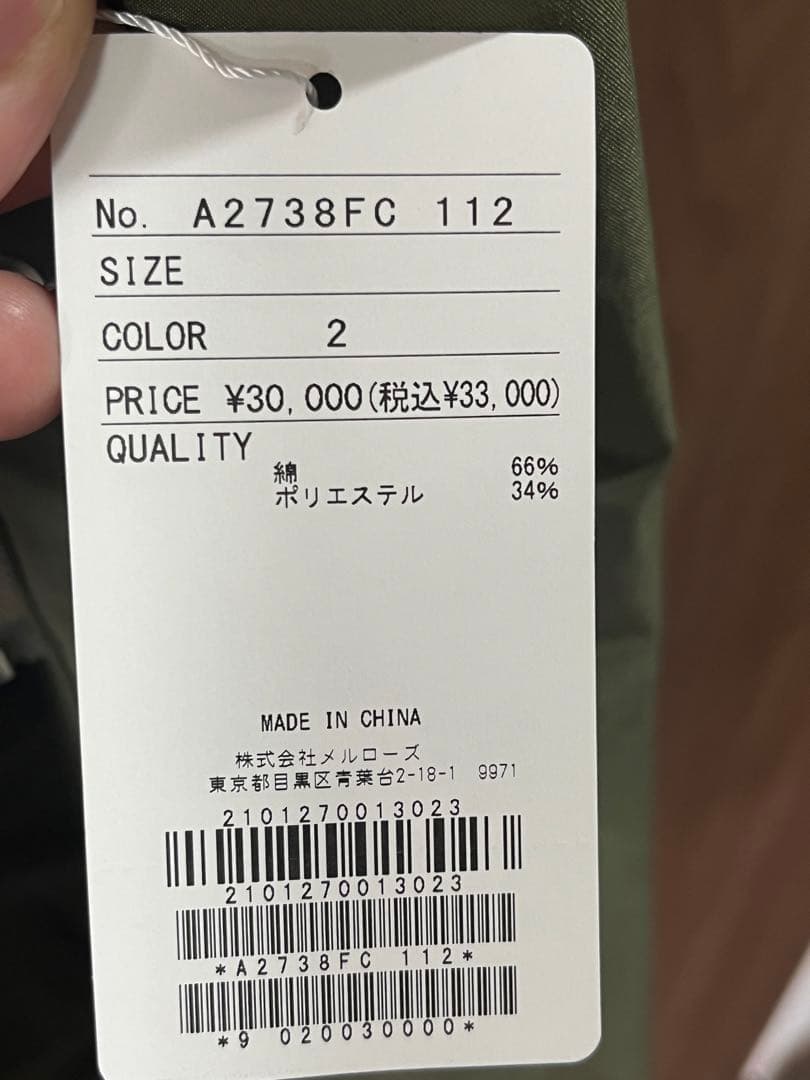 No. A2738FC 112
SIZE
COLOR 2
PRICE ¥30,000(税込¥33,000)
QUALITY
綿 66%
ポリエステル 34%
MADE IN CHINA
株式会社メルローズ
東京都目黒区青葉台2-18-1 9971
2101270013023
2101270013023
*A2738FC 112*
*9 020030000*